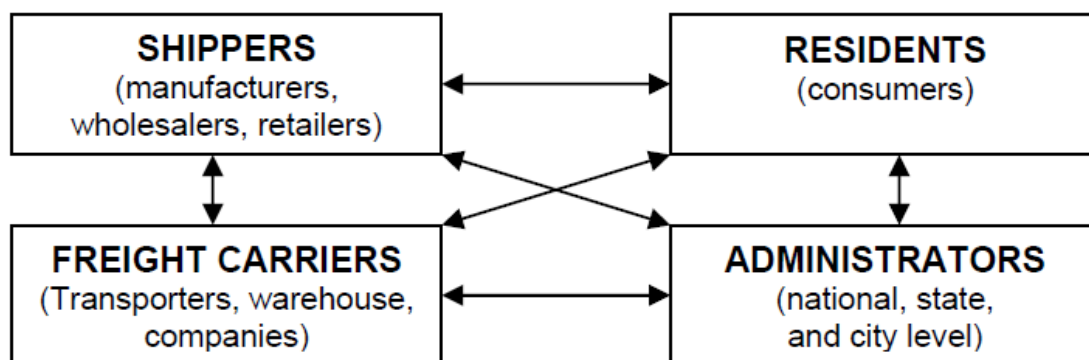 SHIPPERS
(manufacturers,
wholesalers, retailers)
RESIDENTS
(consumers)
FREIGHT CARRIERS
(Transporters, warehouse,
companies)
ADMINISTRATORS
(national, state,
and city level)